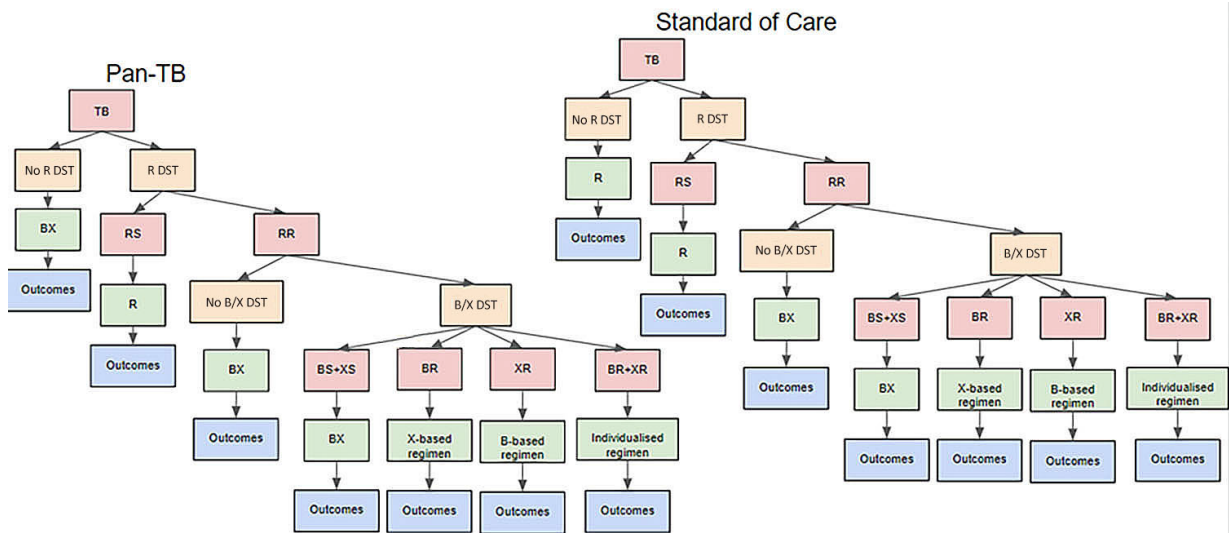 Standard of Care
Pan-TB
TB
No R DST
R DST
BX
RS
RR
Outcomes
R
No B/X DST
B/X DST
Outcomes
BX
BS+XS
BR
XR
BR+XR
Outcomes
BX
X-based
regimen
B-based
regimen
Individualised
regimen
Outcomes
Outcomes
Outcomes
Outcomes
TB
No R DST
R DST
R
RS
RR
Outcomes
R
No B/X DST
B/X DST
Outcomes
BX
BS+XS
BR
XR
BR+XR
Outcomes
BX
X-based
regimen
B-based
regimen
Individualised
regimen
Outcomes
Outcomes
Outcomes
Outcomes